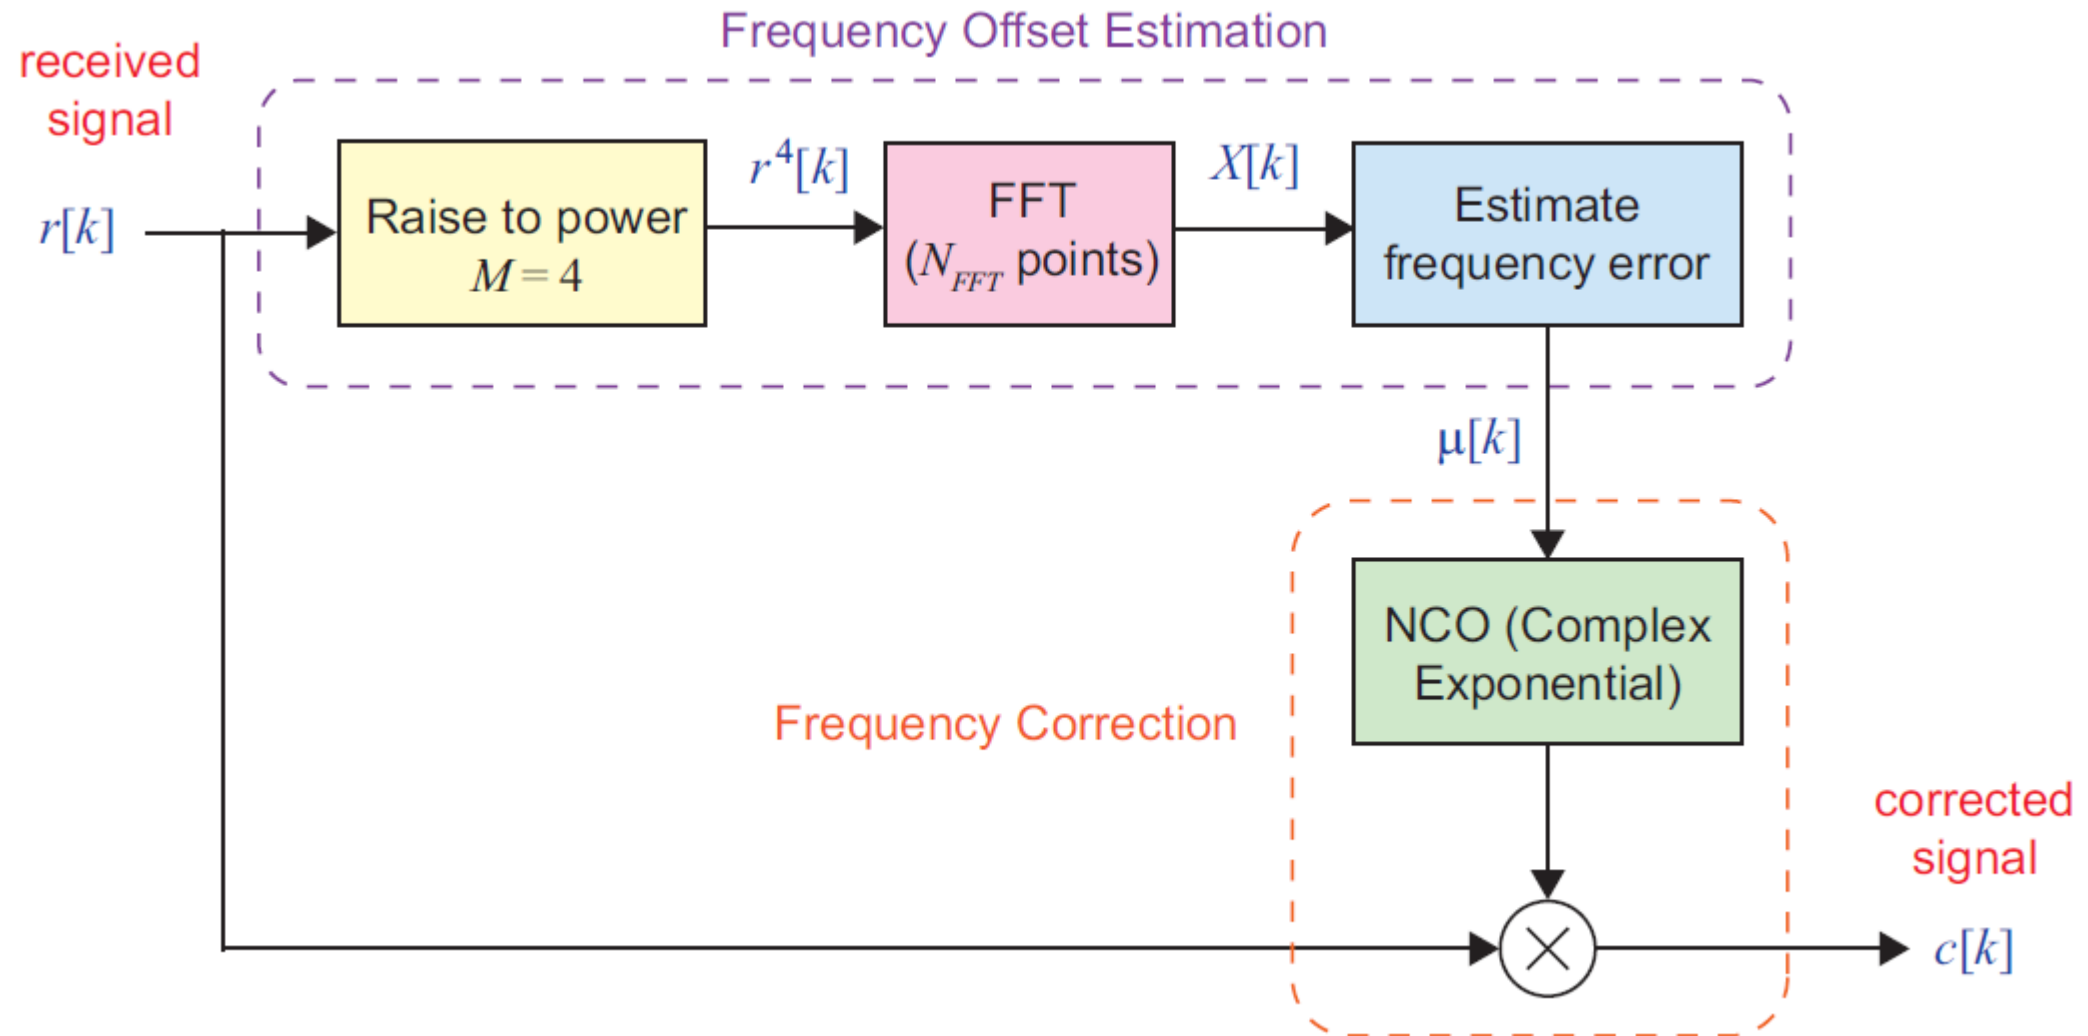 Frequency Offset Estimation
received
signal
r[k]
Raise to power
M = 4
r⁴[k]
FFT
(N_FFT points)
X[k]
Estimate
frequency error
μ[k]
NCO (Complex
Exponential)
Frequency Correction
corrected
signal
c[k]